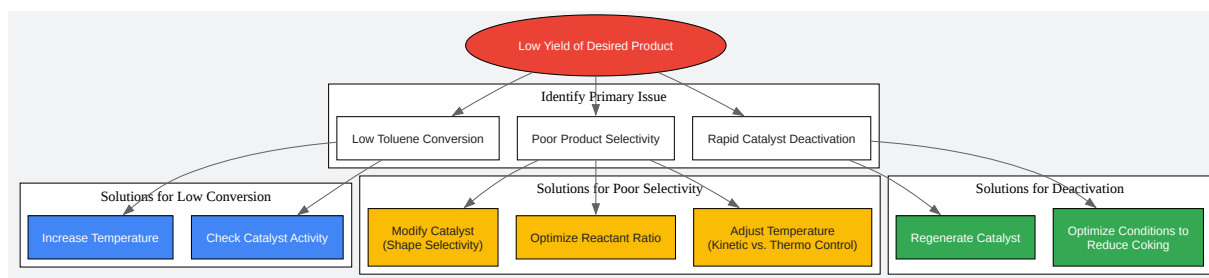 Low Yield of Desired Product
Identify Primary Issue
Low Toluene Conversion
Poor Product Selectivity
Rapid Catalyst Deactivation
Solutions for Low Conversion
Solutions for Poor Selectivity
Solutions for Deactivation
Increase Temperature
Check Catalyst Activity
Modify Catalyst
(Shape Selectivity)
Optimize Reactant Ratio
Adjust Temperature
(Kinetic vs. Thermo Control)
Regenerate Catalyst
Optimize Conditions to
Reduce Coking